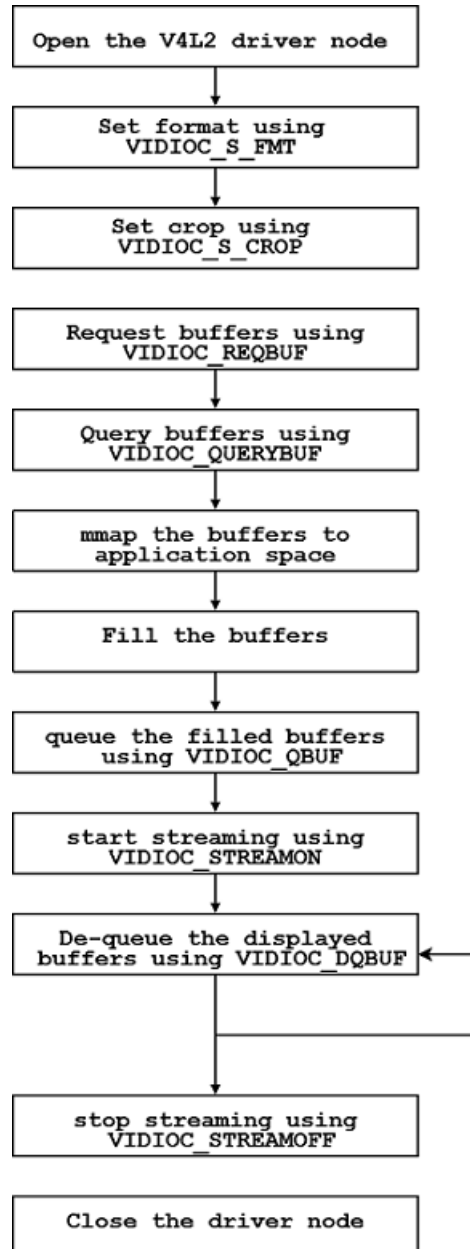 Open the V4L2 driver node
Set format using
VIDIOC_S_FMT
Set crop using
VIDIOC_S_CROP
Request buffers using
VIDIOC_REQBUF
Query buffers using
VIDIOC_QUERYBUF
mmap the buffers to
application space
Fill the buffers
queue the filled buffers
using VIDIOC_QBUF
start streaming using
VIDIOC_STREAMON
De-queue the displayed
buffers using VIDIOC_DQBUF
stop streaming using
VIDIOC_STREAMOFF
Close the driver node